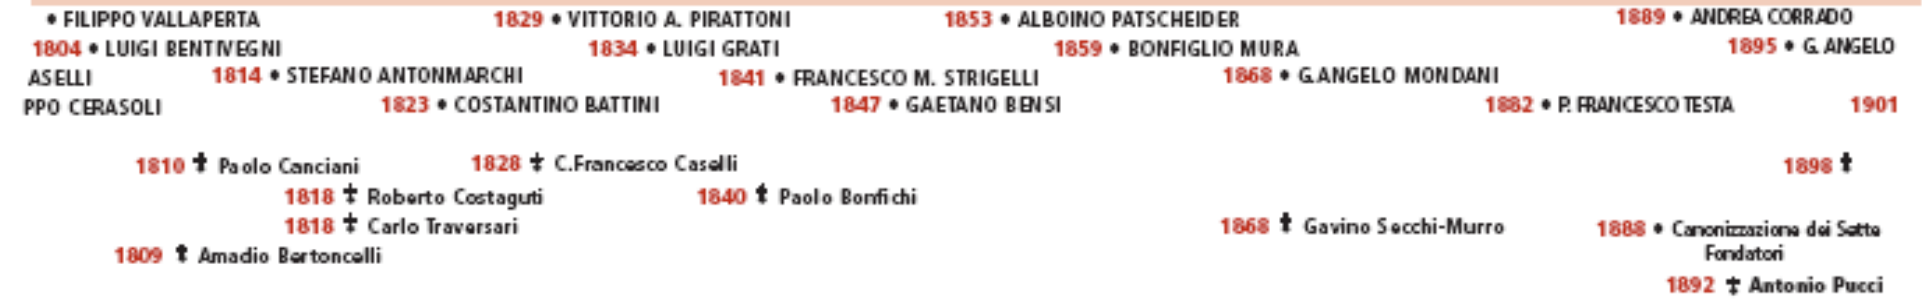 • FILIPPO VALLAPERTA 1829 • VITTORIO A. PIRATTONI 1853 • ALBOINO PATSCHEIDER 1889 • ANDREA CORRADO
1804 • LUIGI BENTIVEGNI 1834 • LUIGI GRATI 1859 • BONFIGLIO MURA 1895 • G. ANGELO
ASELLI 1814 • STEFANO ANTONMARCHI 1841 • FRANCESCO M. STRIGELLI 1868 • G.ANGELO MONDANI
PPO CERASOLI 1823 • COSTANTINO BATTINI 1847 • GAETANO BENSI 1882 • P. FRANCESCO TESTA 1901
1810 ✝ Paolo Canciani 1828 ‡ C.Francesco Caselli 1898 ✝
1818 ‡ Roberto Costaguti 1840 ✝ Paolo Bonfichi
1818 ‡ Carlo Traversari 1868 ✝ Gavino Secchi-Murro 1888 • Canonizzazione dei Sette
Fondatori
1809 ✝ Amadio Bertoncelli
1892 ‡ Antonio Pucci